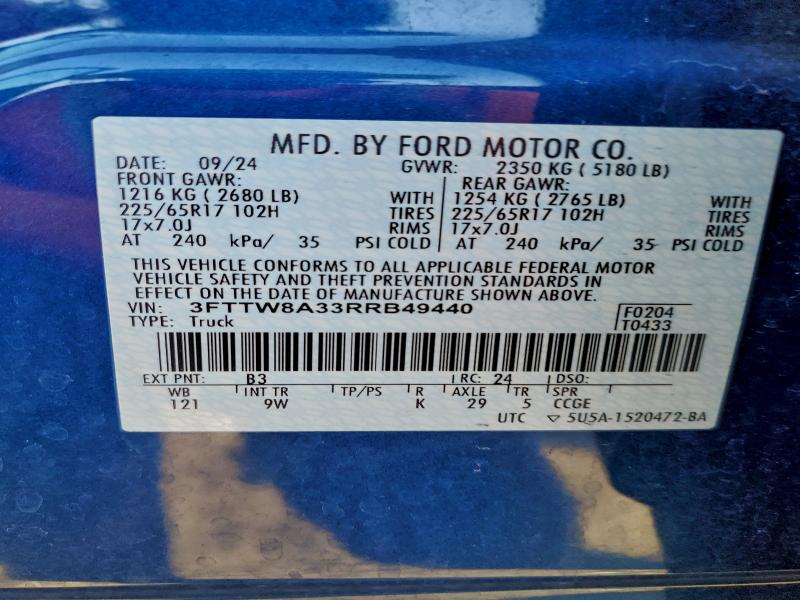 MFD. BY FORD MOTOR CO.
DATE: 09/24 GVWR: 2350 KG ( 5180 LB)
FRONT GAWR: REAR GAWR:
1216 KG ( 2680 LB) WITH 1254 KG ( 2765 LB) WITH
225/65R17 102H TIRES 225/65R17 102H TIRES
17x7.0J RIMS 17x7.0J RIMS
AT 240 kPa/ 35 PSI COLD AT 240 kPa/ 35 PSI COLD
THIS VEHICLE CONFORMS TO ALL APPLICABLE FEDERAL MOTOR
VEHICLE SAFETY AND THEFT PREVENTION STANDARDS IN
EFFECT ON THE DATE OF MANUFACTURE SHOWN ABOVE.
VIN: 3FTTW8A33RRB49440 F0204
TYPE: Truck T0433
EXT PNT: B3 RC: 24 DSO:
WB INT TR TP/PS R AXLE TR SPR
121 9W K 29 5 CCGE
UTC ▽ 5U5A-1520472-BA